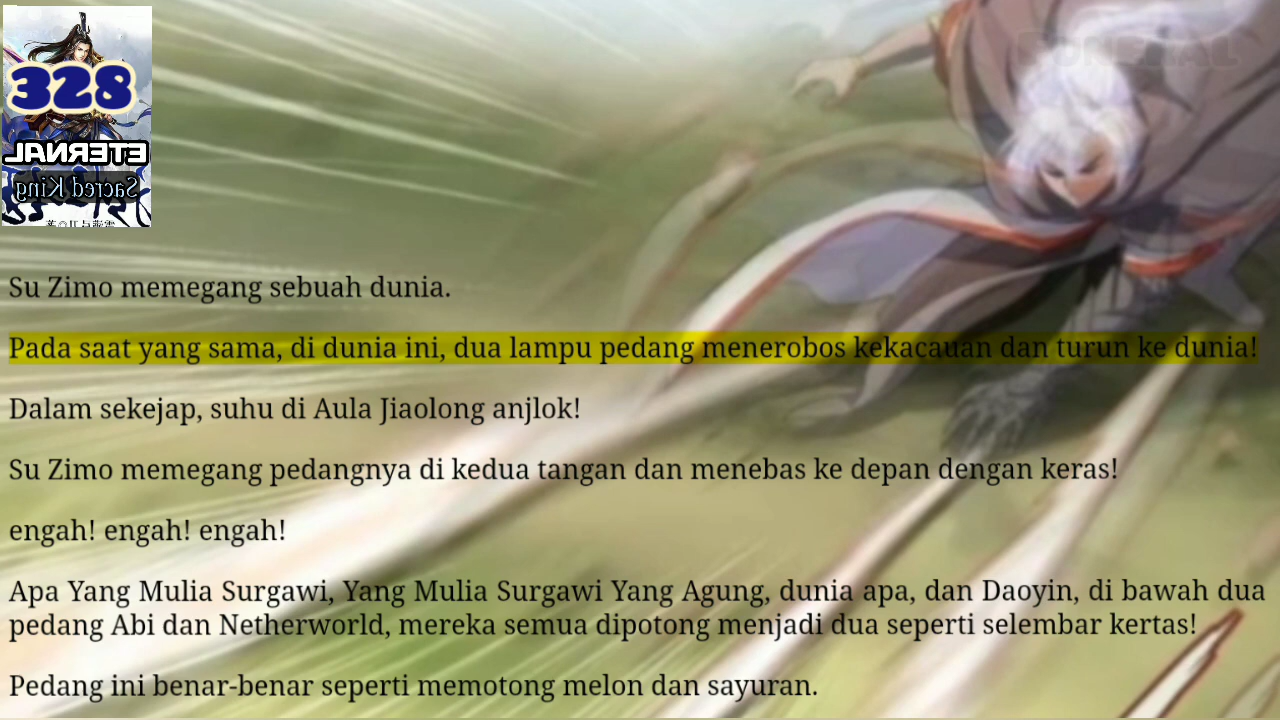 328
ETERNAL
Sacred King
Su Zimo memegang sebuah dunia.
Pada saat yang sama, di dunia ini, dua lampu pedang menerobos kekacauan dan turun ke dunia!
Dalam sekejap, suhu di Aula Jiaolong anjlok!
Su Zimo memegang pedangnya di kedua tangan dan menebas ke depan dengan keras!
engah! engah! engah!
Apa Yang Mulia Surgawi, Yang Mulia Surgawi Yang Agung, dunia apa, dan Daoyin, di bawah dua
pedang Abi dan Netherworld, mereka semua dipotong menjadi dua seperti selembar kertas!
Pedang ini benar-benar seperti memotong melon dan sayuran.